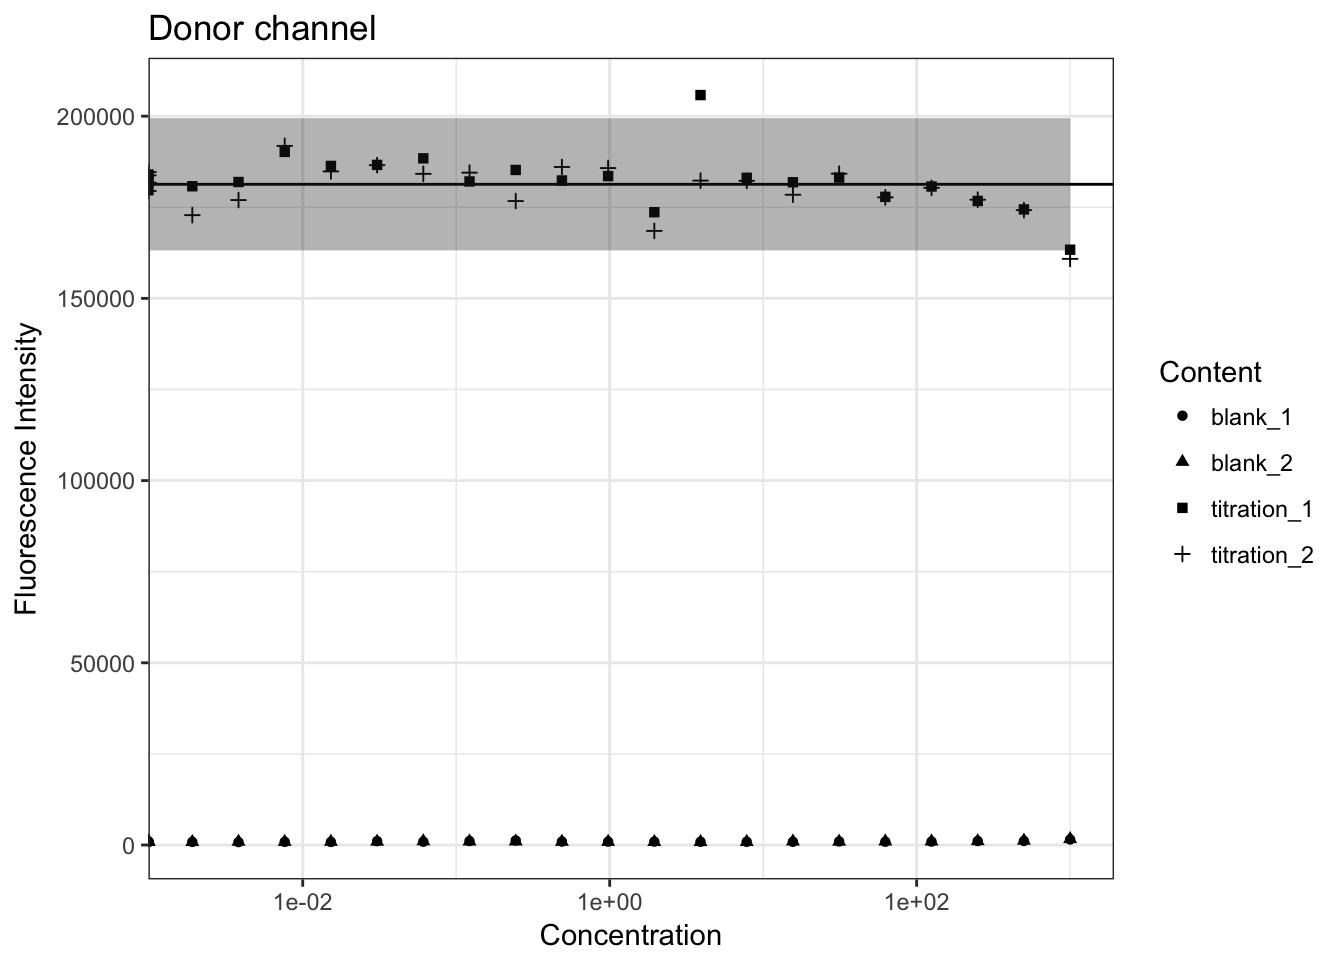 Donor channel
200000
150000
100000
50000
0
Fluorescence Intensity
1e-02
1e+00
1e+02
Concentration
Content
blank_1
blank_2
titration_1
titration_2